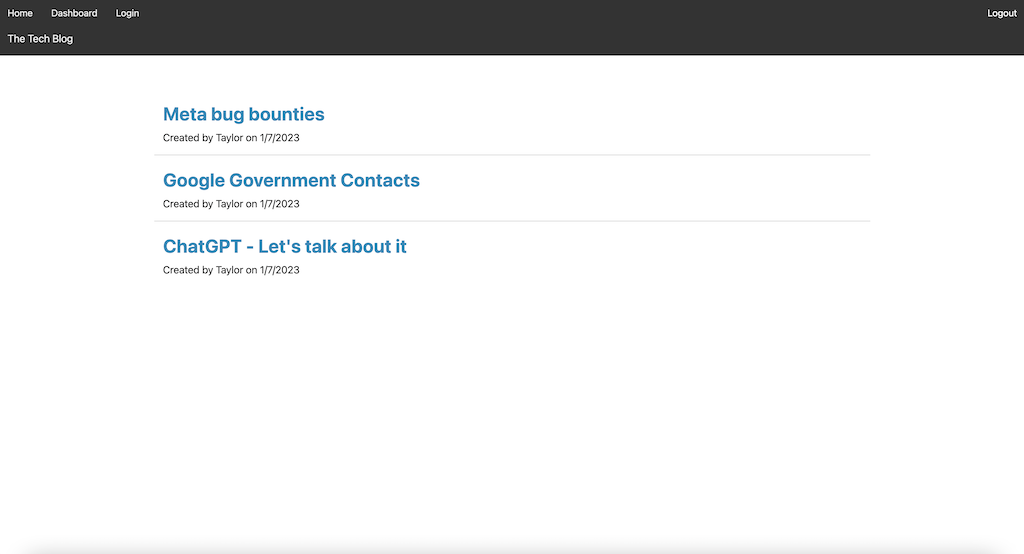 Home Dashboard Login Logout
The Tech Blog
Meta bug bounties
Created by Taylor on 1/7/2023
Google Government Contacts
Created by Taylor on 1/7/2023
ChatGPT - Let's talk about it
Created by Taylor on 1/7/2023